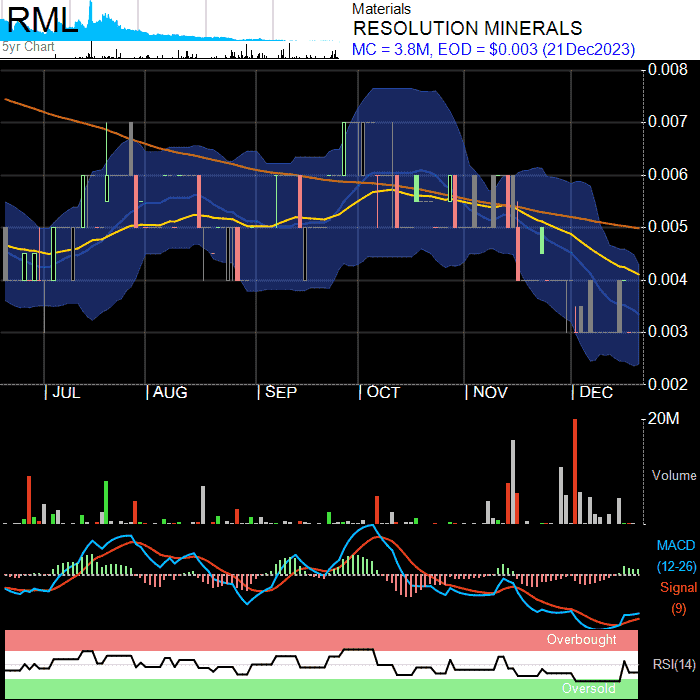 RML
5yr Chart
Materials
RESOLUTION MINERALS
MC = 3.8M, EOD = $0.003 (21Dec2023)
0.008
0.007
0.006
0.005
0.004
0.003
0.002
JUL AUG SEP OCT NOV DEC
20M
Volume
MACD
(12-26)
Signal
(9)
Overbought
RSI(14)
Oversold